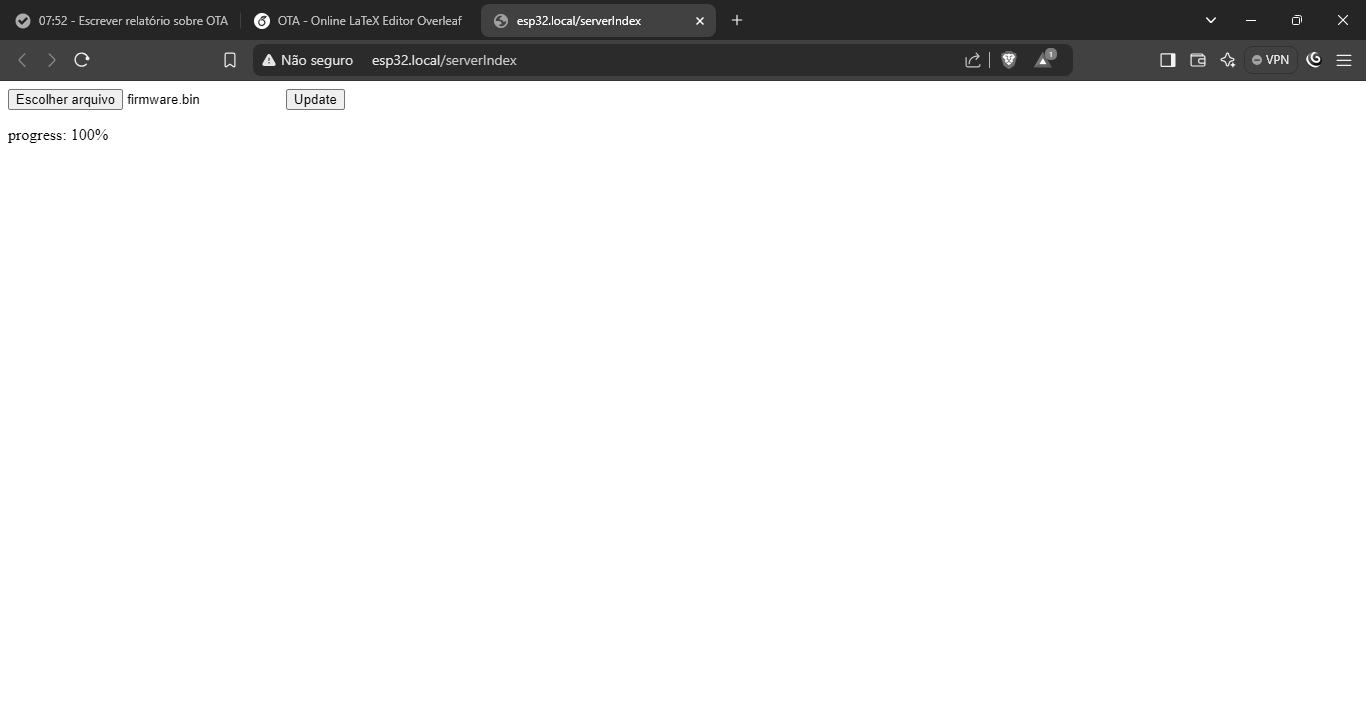 07:52 - Escrever relatório sobre OTA
OTA - Online LaTeX Editor Overleaf
esp32.local/serverIndex
Não seguro esp32.local/serverIndex
1
VPN
Escolher arquivo firmware.bin Update
progress: 100%